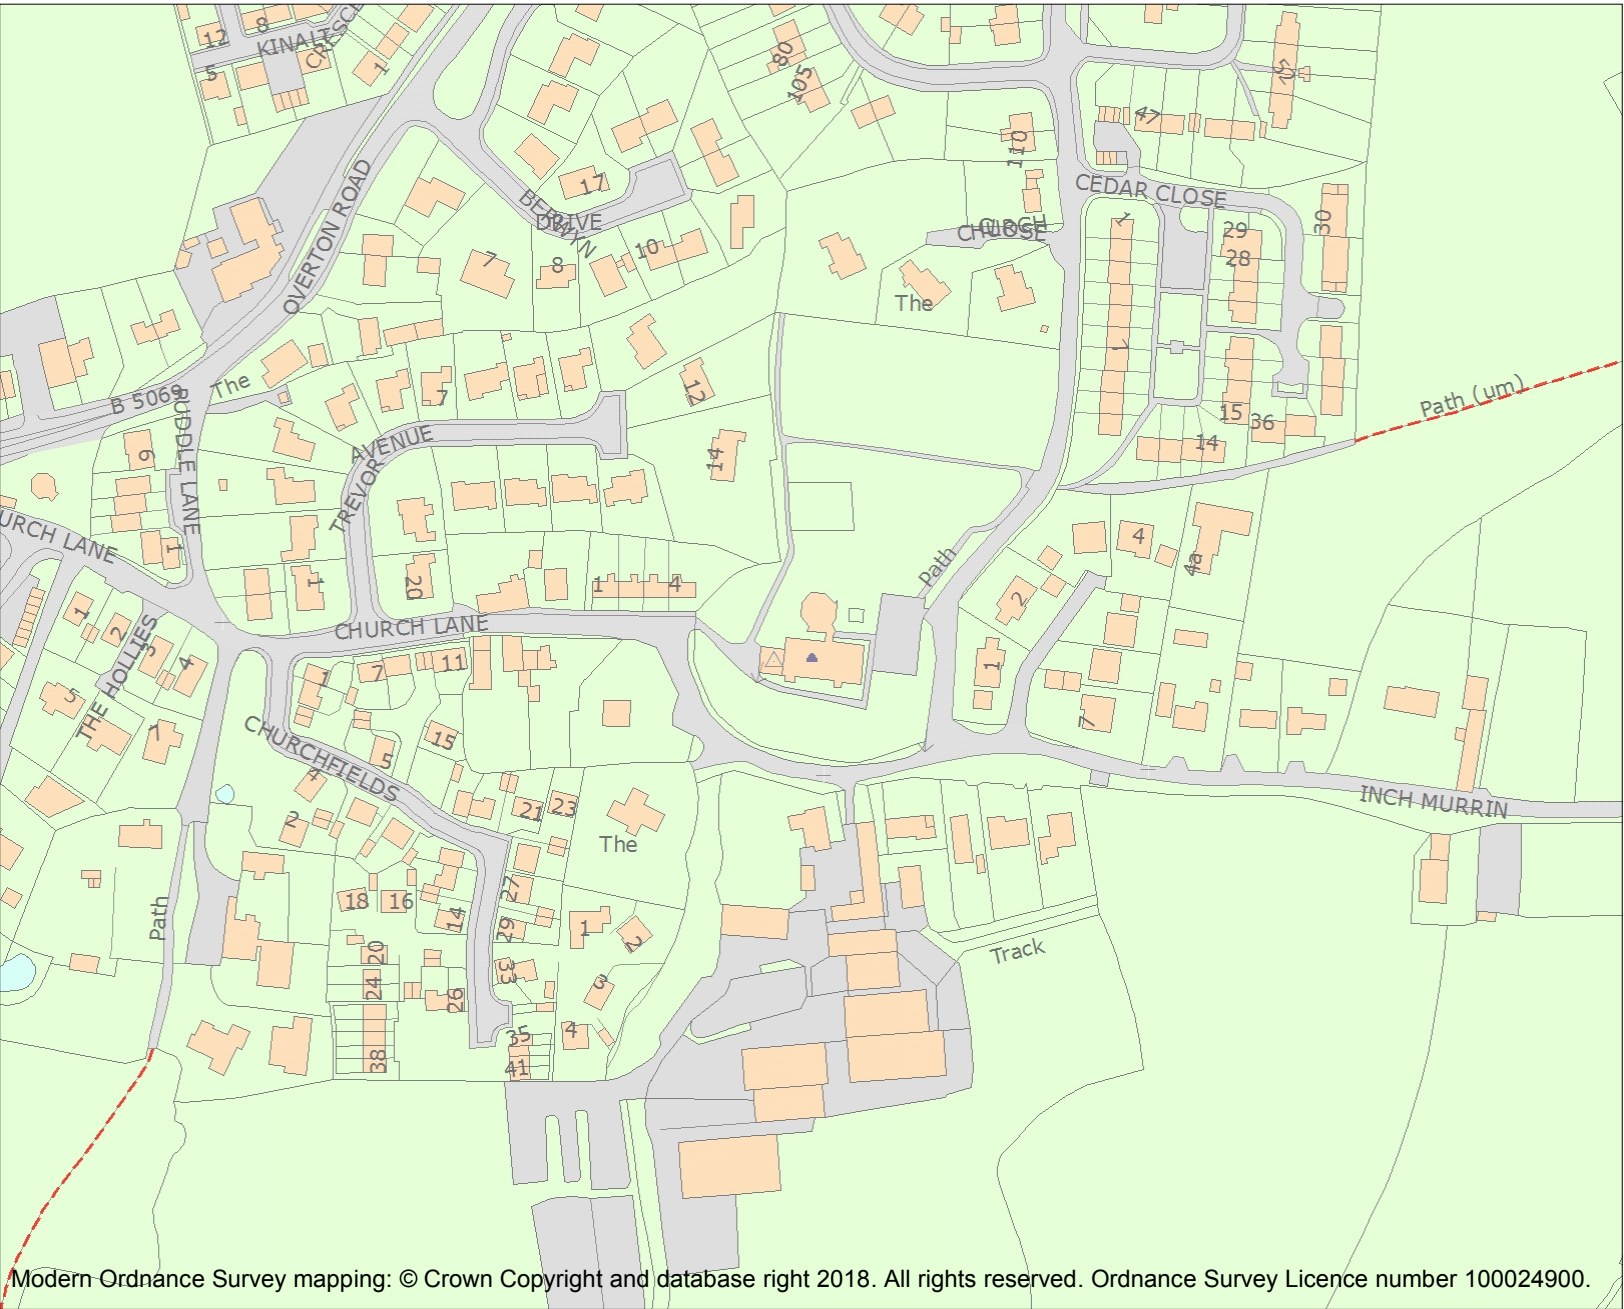 12
8
KINALT
CRESCE
5
1
80
105
52
47
110
OVERTON ROAD
17
BERWYN
DRIVE
CEDAR CLOSE
1
29
30
28
CLOSE
7
8
10
The
B 5069
The
7
12
7
15
36
14
Path (um)
RUDDLE LANE
6
AVENUE
TREVOR
14
1
URCH LANE
20
1
1
4
Path
4
4a
2
1
2
3
4
5
7
THE HOLLIES
CHURCH LANE
7
11
1
1
7
15
5
CHURCHFIELDS
4
2
21
23
The
INCH MURRIN
18
16
14
27
29
1
2
Path
20
24
26
33
3
Track
35
4
38
41
Modern Ordnance Survey mapping: © Crown Copyright and database right 2018. All rights reserved. Ordnance Survey Licence number 100024900.